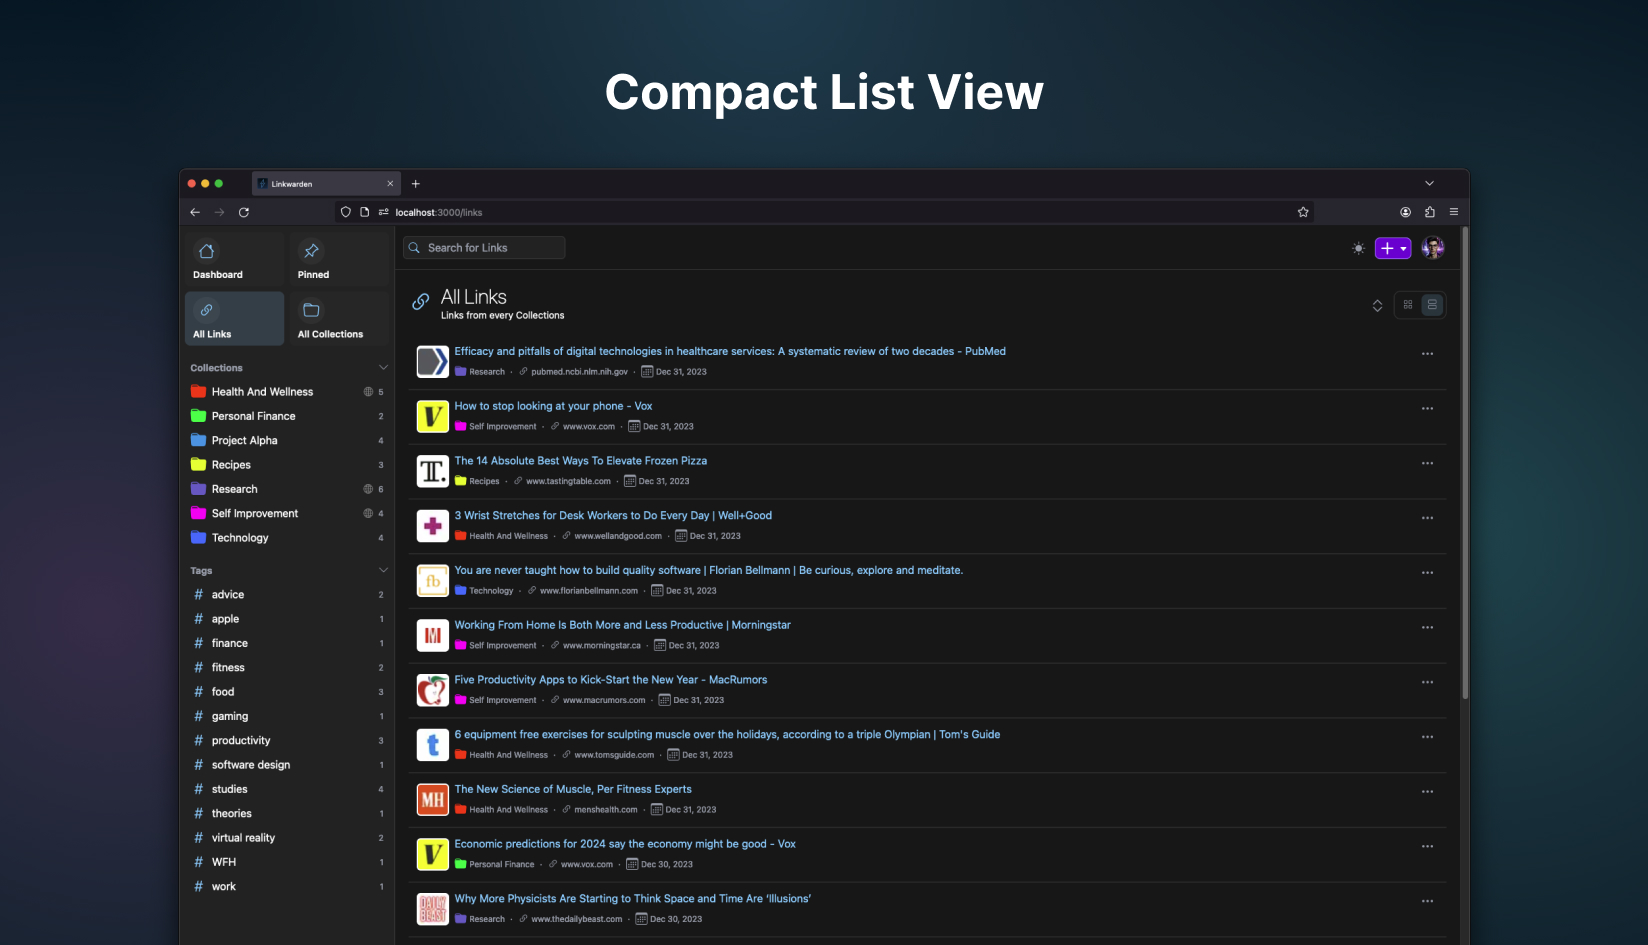 Compact List View
Linkwarden
localhost:3000/links
Dashboard
Pinned
All Links
All Collections
Collections
Health And Wellness 5
Personal Finance 2
Project Alpha 4
Recipes 3
Research 6
Self Improvement 4
Technology 4
Tags
# advice 2
# apple 1
# finance 1
# fitness 2
# food 3
# gaming 1
# productivity 3
# software design 1
# studies 4
# theories 1
# virtual reality 2
# WFH 1
# work 1
Search for Links
All Links
Links from every Collections
Efficacy and pitfalls of digital technologies in healthcare services: A systematic review of two decades - PubMed
Research · pubmed.ncbi.nlm.nih.gov · Dec 31, 2023
V
How to stop looking at your phone - Vox
Self Improvement · www.vox.com · Dec 31, 2023
The 14 Absolute Best Ways To Elevate Frozen Pizza
Recipes · www.tastingtable.com · Dec 31, 2023
3 Wrist Stretches for Desk Workers to Do Every Day | Well+Good
Health And Wellness · www.wellandgood.com · Dec 31, 2023
fb
You are never taught how to build quality software | Florian Bellmann | Be curious, explore and meditate.
Technology · www.florianbellmann.com · Dec 31, 2023
M
Working From Home Is Both More and Less Productive | Morningstar
Self Improvement · www.morningstar.ca · Dec 31, 2023
Five Productivity Apps to Kick-Start the New Year - MacRumors
Self Improvement · www.macrumors.com · Dec 31, 2023
t
6 equipment free exercises for sculpting muscle over the holidays, according to a triple Olympian | Tom's Guide
Health And Wellness · www.tomsguide.com · Dec 31, 2023
MH
The New Science of Muscle, Per Fitness Experts
Health And Wellness · menshealth.com · Dec 31, 2023
V
Economic predictions for 2024 say the economy might be good - Vox
Personal Finance · www.vox.com · Dec 30, 2023
DAILY BEAST
Why More Physicists Are Starting to Think Space and Time Are ‘Illusions’
Research · www.thedailybeast.com · Dec 30, 2023